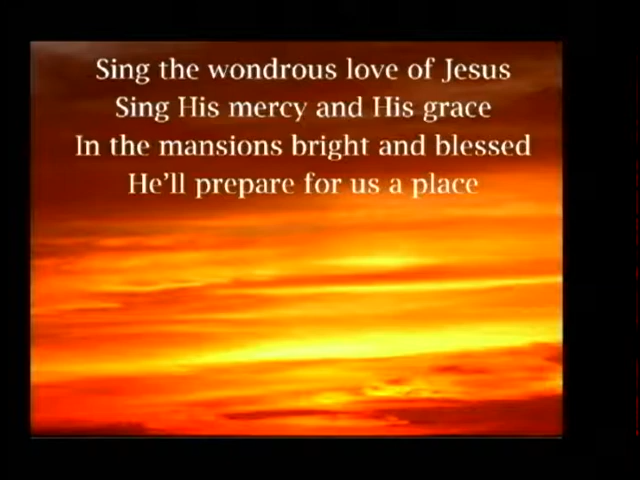 Sing the wondrous love of Jesus
Sing His mercy and His grace
In the mansions bright and blessed
He'll prepare for us a place